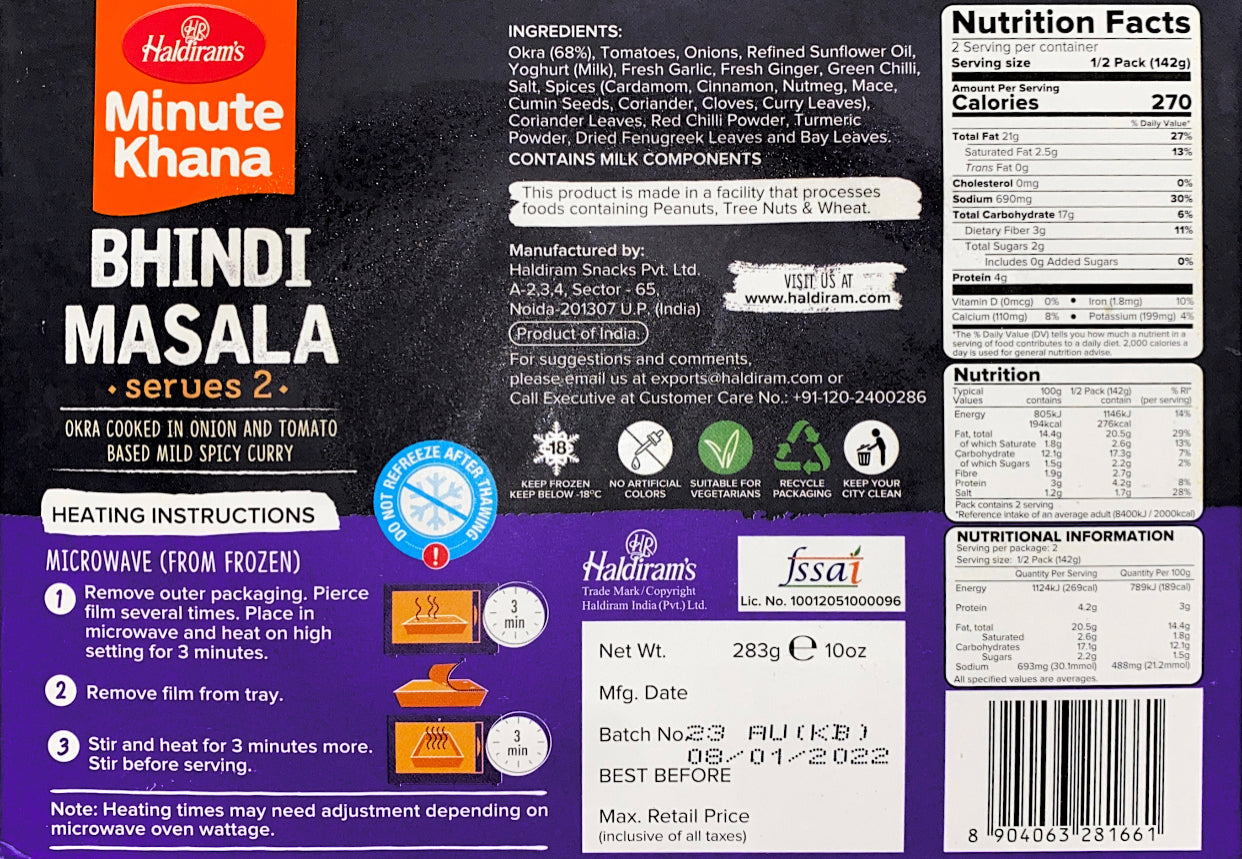 HR
Haldiram's
Minute
Khana
BHINDI
MASALA
• serves 2 •
OKRA COOKED IN ONION AND TOMATO
BASED MILD SPICY CURRY
HEATING INSTRUCTIONS
MICROWAVE (FROM FROZEN)
1 Remove outer packaging. Pierce
film several times. Place in
microwave and heat on high
setting for 3 minutes.
3
min
2 Remove film from tray.
3 Stir and heat for 3 minutes more.
Stir before serving.
3
min
Note: Heating times may need adjustment depending on
microwave oven wattage.
DO NOT REFREEZE AFTER THAWING
!
INGREDIENTS:
Okra (68%), Tomatoes, Onions, Refined Sunflower Oil,
Yoghurt (Milk), Fresh Garlic, Fresh Ginger, Green Chilli,
Salt, Spices (Cardamom, Cinnamon, Nutmeg, Mace,
Cumin Seeds, Coriander, Cloves, Curry Leaves),
Coriander Leaves, Red Chilli Powder, Turmeric
Powder, Dried Fenugreek Leaves and Bay Leaves.
CONTAINS MILK COMPONENTS
This product is made in a facility that processes
foods containing Peanuts, Tree Nuts & Wheat.
Manufactured by:
Haldiram Snacks Pvt. Ltd.
A-2,3,4, Sector - 65,
Noida-201307 U.P. (India)
Product of India.
VISIT US AT
www.haldiram.com
For suggestions and comments,
please email us at exports@haldiram.com or
Call Executive at Customer Care No.: +91-120-2400286
-18
KEEP FROZEN
KEEP BELOW -18°C
NO ARTIFICIAL
COLORS
SUITABLE FOR
VEGETARIANS
RECYCLE
PACKAGING
KEEP YOUR
CITY CLEAN
HR
Haldiram's
Trade Mark/Copyright
Haldiram India (Pvt.) Ltd.
fssai
Lic. No. 10012051000096
Net Wt. 283g e 10oz
Mfg. Date
Batch No 23 AU(KB)
08/01/2022
BEST BEFORE
Max. Retail Price
(inclusive of all taxes)
Nutrition Facts
2 Serving per container
Serving size 1/2 Pack (142g)
Amount Per Serving
Calories 270
% Daily Value*
Total Fat 21g 27%
Saturated Fat 2.5g 13%
Trans Fat 0g
Cholesterol 0mg 0%
Sodium 690mg 30%
Total Carbohydrate 17g 6%
Dietary Fiber 3g 11%
Total Sugars 2g
Includes 0g Added Sugars 0%
Protein 4g
Vitamin D (0mcg) 0% • Iron (1.8mg) 10%
Calcium (110mg) 8% • Potassium (199mg) 4%
*The % Daily Value (DV) tells you how much a nutrient in a
serving of food contributes to a daily diet. 2,000 calories a
day is used for general nutrition advise.
Nutrition
Typical 100g 1/2 Pack (142g) % RI*
Values contains contain (per serving)
Energy 805kJ 1146kJ 14%
194kcal 276kcal
Fat, total 14.4g 20.5g 29%
of which Saturate 1.8g 2.6g 13%
Carbohydrate 12.1g 17.3g 7%
of which Sugars 1.5g 2.2g 2%
Fibre 1.9g 2.7g
Protein 3g 4.2g 8%
Salt 1.2g 1.7g 28%
Pack contains 2 serving
*Reference intake of an average adult (8400kJ / 2000kcal)
NUTRITIONAL INFORMATION
Serving per package: 2
Serving size: 1/2 Pack (142g)
Quantity Per Serving Quantity Per 100g
Energy 1124kJ (269cal) 789kJ (189cal)
Protein 4.2g 3g
Fat, total 20.5g 14.4g
Saturated 2.6g 1.8g
Carbohydrates 17.1g 12.1g
Sugars 2.2g 1.5g
Sodium 693mg (30.1mmol) 488mg (21.2mmol)
All specified values are averages.
8 904063 281661